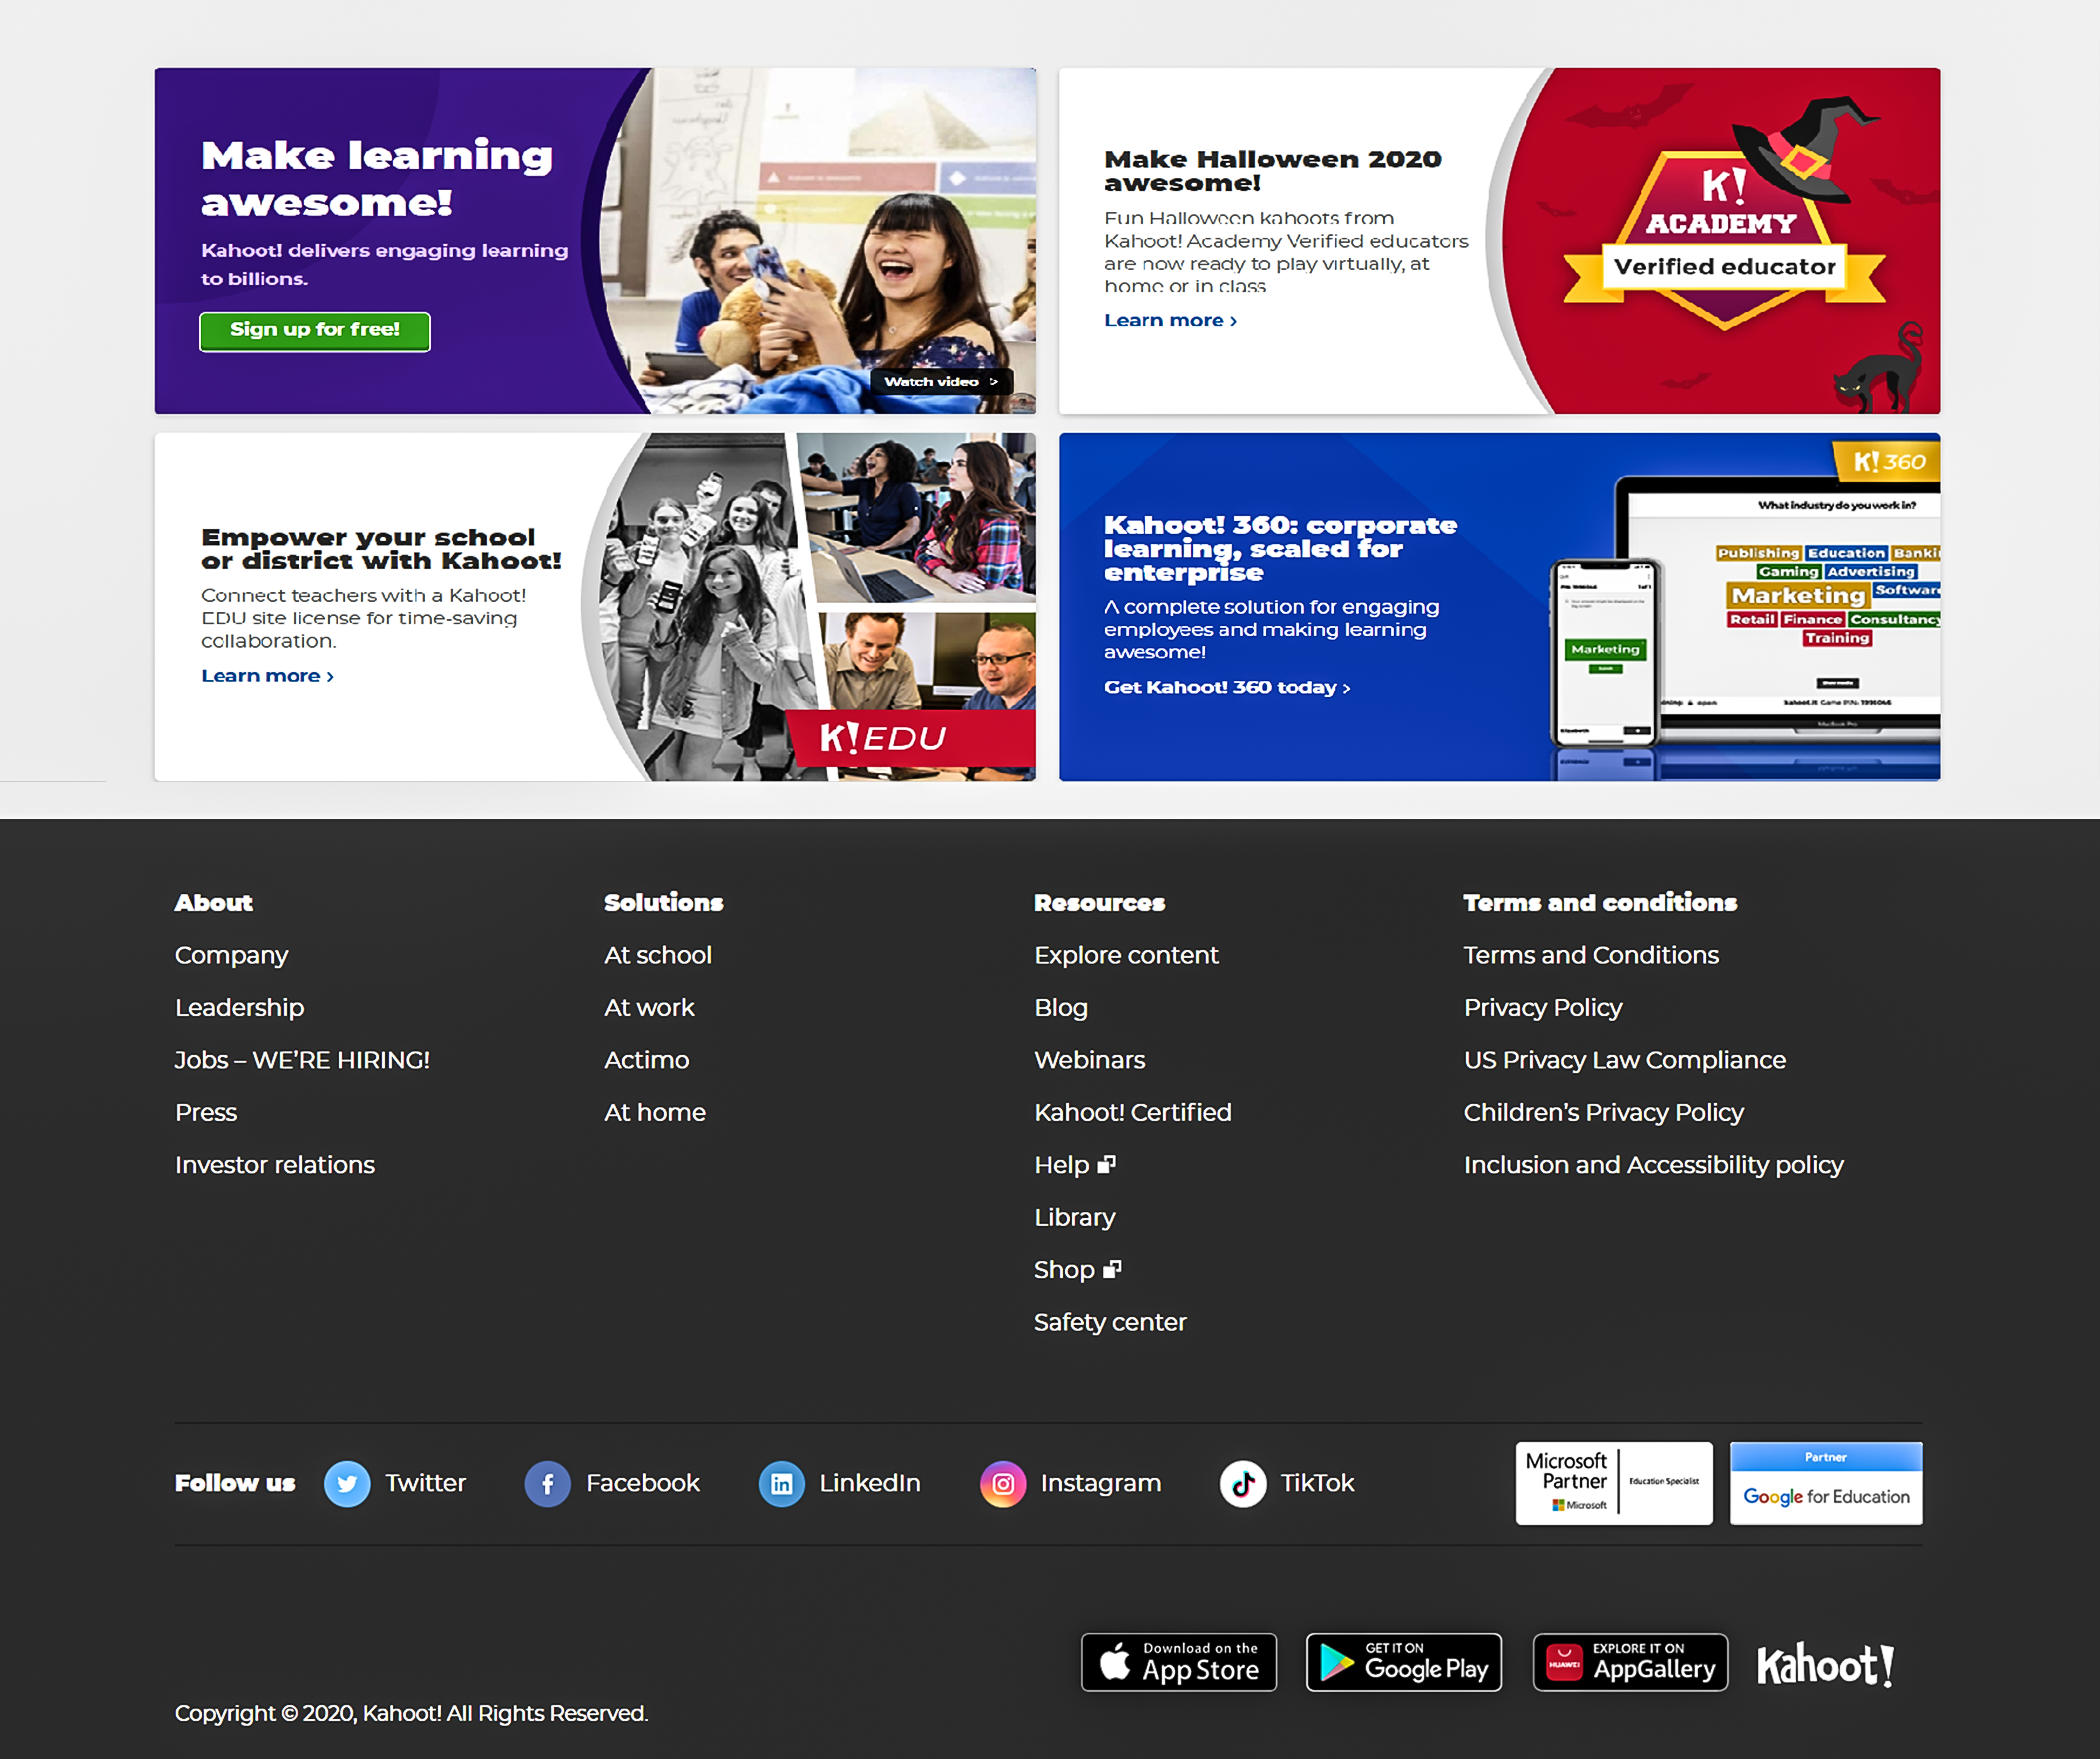 Make learning
awesome!
Kahoot! delivers engaging learning
to billions.
Sign up for free!
Watch video >
Make Halloween 2020
awesome!
Fun Halloween kahoots from
Kahoot! Academy Verified educators
are now ready to play virtually, at
home or in class
Learn more ›
K!
ACADEMY
Verified educator
Empower your school
or district with Kahoot!
Connect teachers with a Kahoot!
EDU site license for time-saving
collaboration.
Learn more ›
K! EDU
Kahoot! 360: corporate
learning, scaled for
enterprise
A complete solution for engaging
employees and making learning
awesome!
Get Kahoot! 360 today ›
K! 360
What industry do you work in?
Publishing Education Banki
Gaming Advertising
Marketing Softwar
Retail Finance Consultancy
Training
Marketing
MacBook Pro
About
Company
Leadership
Jobs – WE’RE HIRING!
Press
Investor relations
Solutions
At school
At work
Actimo
At home
Resources
Explore content
Blog
Webinars
Kahoot! Certified
Help
Library
Shop
Safety center
Terms and conditions
Terms and Conditions
Privacy Policy
US Privacy Law Compliance
Children’s Privacy Policy
Inclusion and Accessibility policy
Follow us Twitter Facebook LinkedIn Instagram TikTok
Microsoft
Partner
Microsoft
Education Specialist
Partner
Google for Education
Download on the
App Store
GET IT ON
Google Play
HUAWEI
EXPLORE IT ON
AppGallery
Kahoot!
Copyright © 2020, Kahoot! All Rights Reserved.